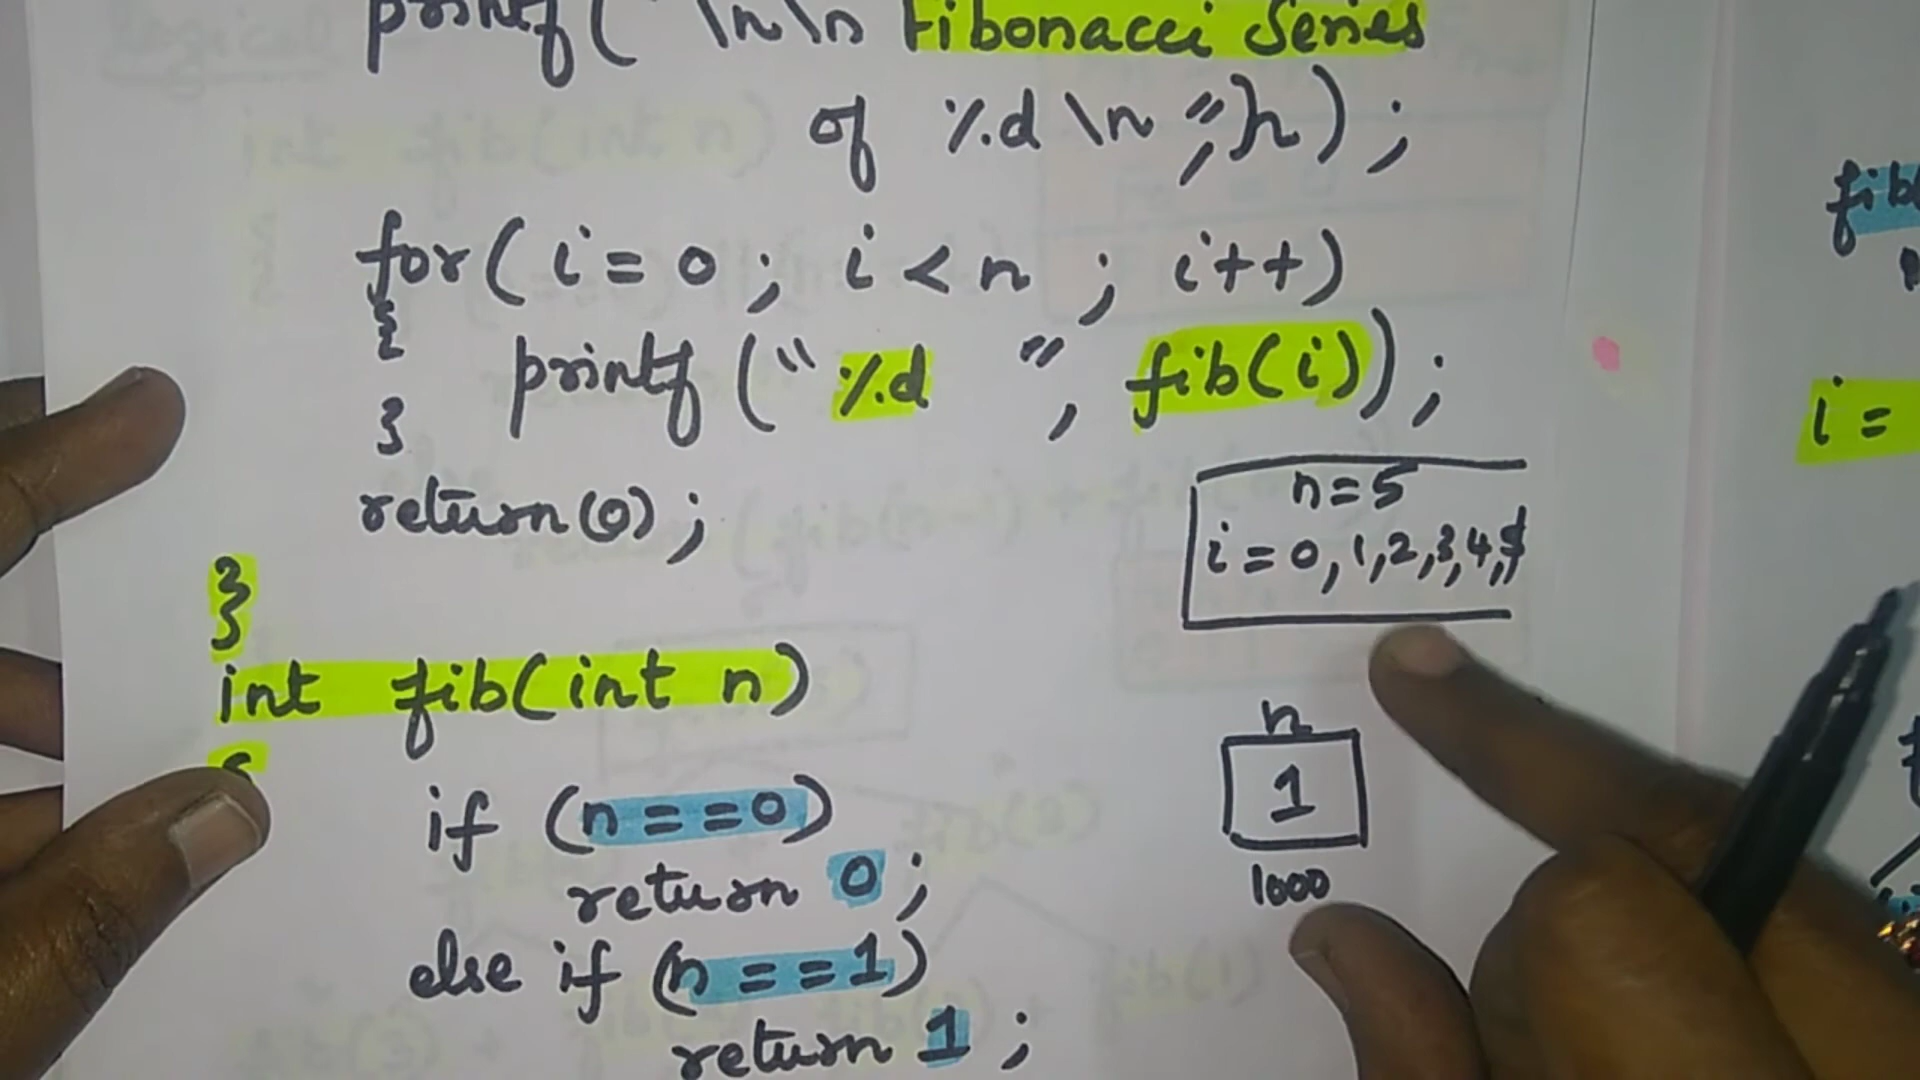 printf( " \n\n Fibonacci Series
of %d \n ", n);
for( i = 0 ; i < n ; i++)
{ printf (" %d ", fib(i));
}
return(0);
n=5
i = 0,1,2,3,4,5
}
int fib(int n)
{
n
1
1000
if (n==0)
return 0;
else if (n==1)
return 1;
fib
i =